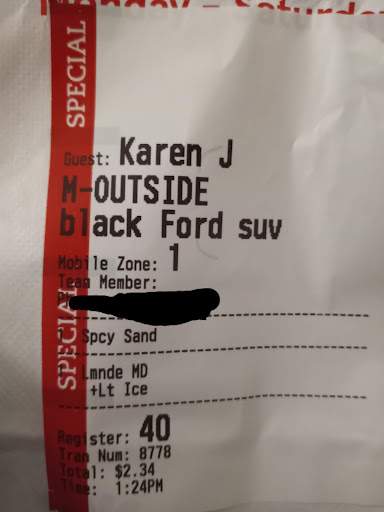 SPECIAL
Guest: Karen J
M-OUTSIDE
black Ford suv
Mobile Zone: 1
Team Member:
SPECIAL
Spcy Sand
Lmnde MD
+Lt Ice
Register: 40
Tran Num: 8778
Total: $2.34
Time: 1:24PM